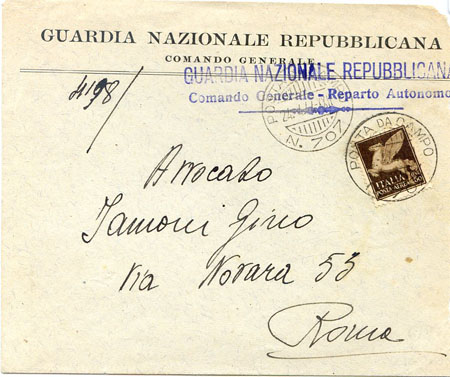 GUARDIA NAZIONALE REPUBBLICANA
COMANDO GENERALE
GUARDIA NAZIONALE REPUBBLICANA
Comando Generale - Reparto Autonomo
4198/
N. 707
POSTA DA CAMPO
ITALIA
POSTA AEREA
Avvocato
Gino
Via Novara 53
Roma